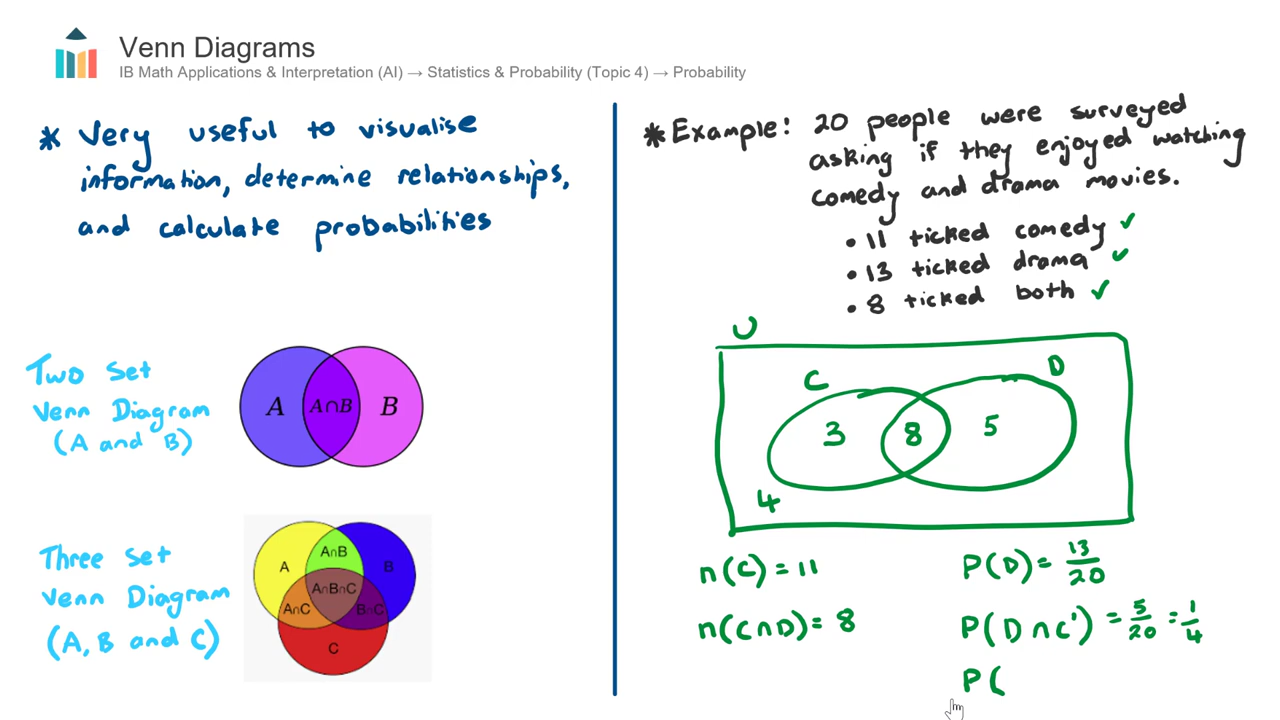 Venn Diagrams
IB Math Applications & Interpretation (AI) → Statistics & Probability (Topic 4) → Probability
* Very useful to visualise
information, determine relationships,
and calculate probabilities
Two Set
Venn Diagram
(A and B)
A
A∩B
B
Three Set
Venn Diagram
(A, B and C)
A
A∩B
B
A∩B∩C
A∩C
B∩C
C
* Example: 20 people were surveyed
asking if they enjoyed watching
comedy and drama movies.
• 11 ticked comedy ✓
• 13 ticked drama ✓
• 8 ticked both ✓
U
C
D
3
8
5
4
n(C) = 11
n(C∩D) = 8
P(D) = 13/20
P(D∩C') = 5/20 = 1/4
P(